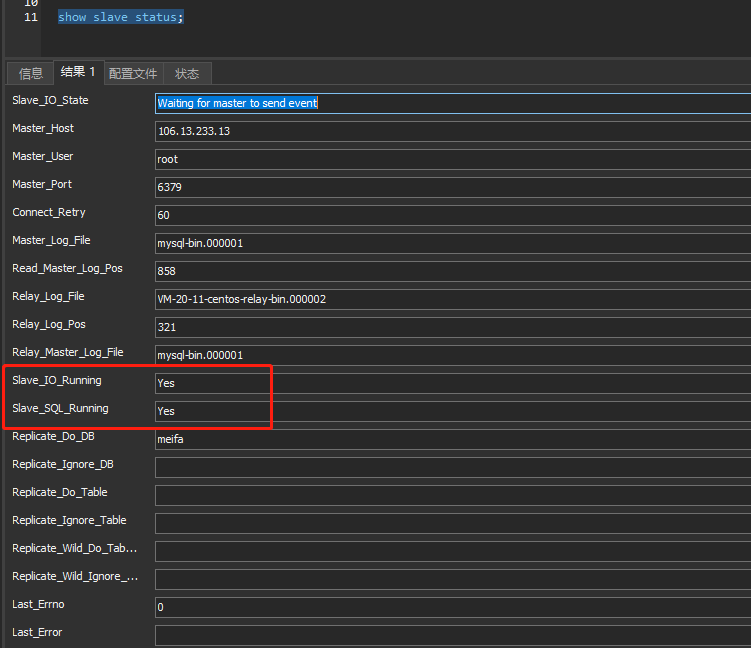 10
11 show slave status;
信息 结果 1 配置文件 状态
Slave_IO_State Waiting for master to send event
Master_Host 106.13.233.13
Master_User root
Master_Port 6379
Connect_Retry 60
Master_Log_File mysql-bin.000001
Read_Master_Log_Pos 858
Relay_Log_File VM-20-11-centos-relay-bin.000002
Relay_Log_Pos 321
Relay_Master_Log_File mysql-bin.000001
Slave_IO_Running Yes
Slave_SQL_Running Yes
Replicate_Do_DB meifa
Replicate_Ignore_DB
Replicate_Do_Table
Replicate_Ignore_Table
Replicate_Wild_Do_Tab...
Replicate_Wild_Ignore_...
Last_Errno 0
Last_Error